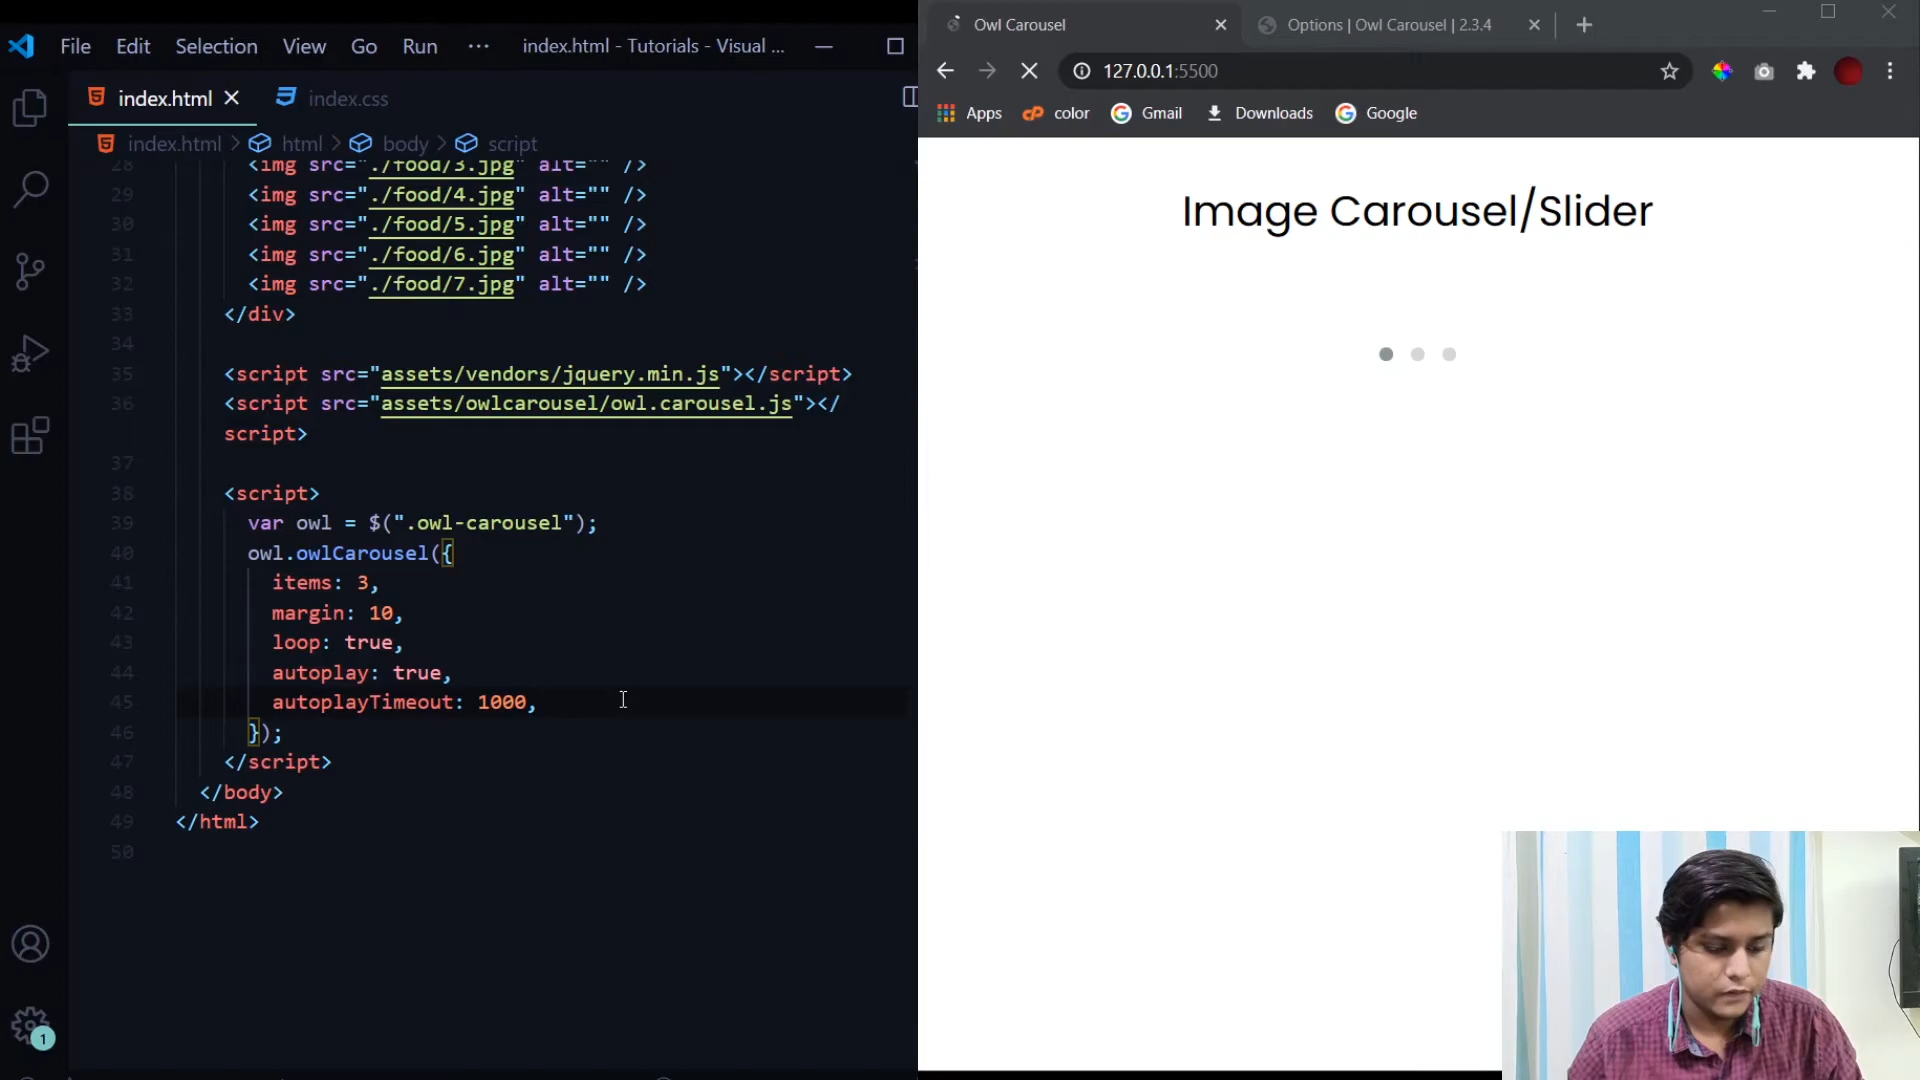 File Edit Selection View Go Run ··· index.html - Tutorials - Visual ...
index.html index.css
index.html > html > body > script
28 <img src="./food/3.jpg" alt="" />
29 <img src="./food/4.jpg" alt="" />
30 <img src="./food/5.jpg" alt="" />
31 <img src="./food/6.jpg" alt="" />
32 <img src="./food/7.jpg" alt="" />
33 </div>
34
35 <script src="assets/vendors/jquery.min.js"></script>
36 <script src="assets/owlcarousel/owl.carousel.js"></
script>
37
38 <script>
39 var owl = $(".owl-carousel");
40 owl.owlCarousel({
41 items: 3,
42 margin: 10,
43 loop: true,
44 autoplay: true,
45 autoplayTimeout: 1000,
46 });
47 </script>
48 </body>
49 </html>
50
1
Owl Carousel Options | Owl Carousel | 2.3.4
127.0.0.1:5500
Apps color Gmail Downloads Google
Image Carousel/Slider